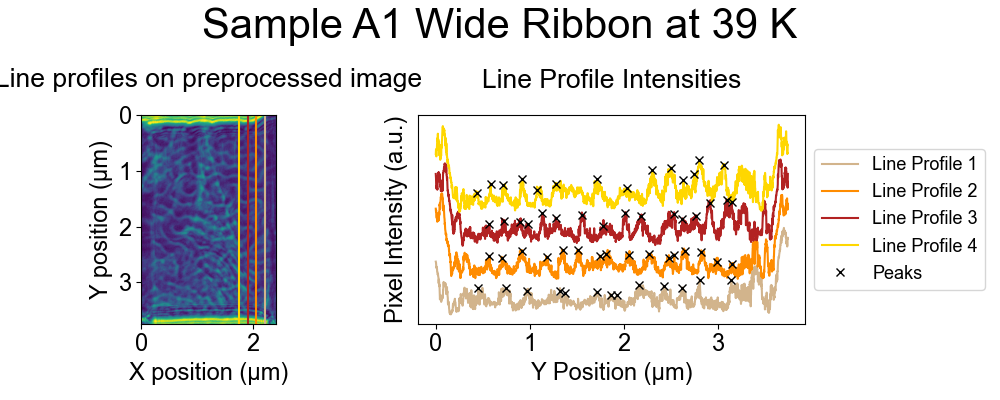 Sample A1 Wide Ribbon at 39 K
Line profiles on preprocessed image
Y position (μm)
0
1
2
3
0 2
X position (μm)
Line Profile Intensities
Pixel Intensity (a.u.)
0 1 2 3
Y Position (μm)
Line Profile 1
Line Profile 2
Line Profile 3
Line Profile 4
Peaks